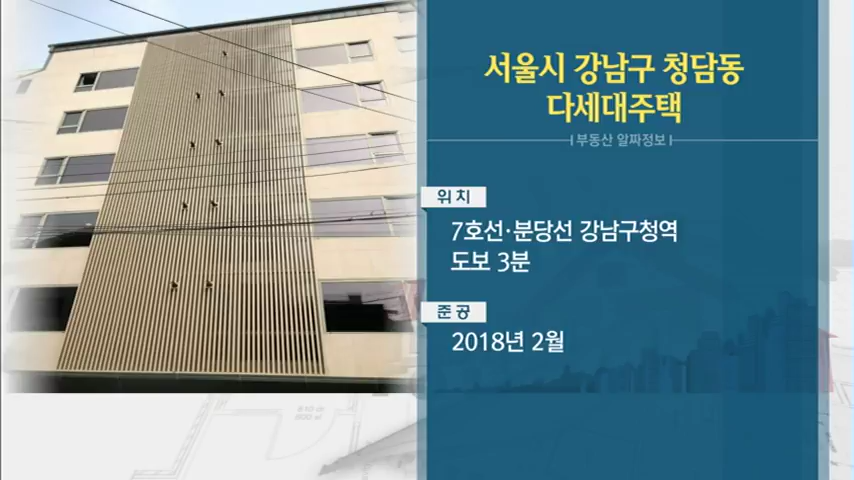 서울시 강남구 청담동
다세대주택
부동산 알짜정보
위치
7호선·분당선 강남구청역
도보 3분
준공
2018년 2월